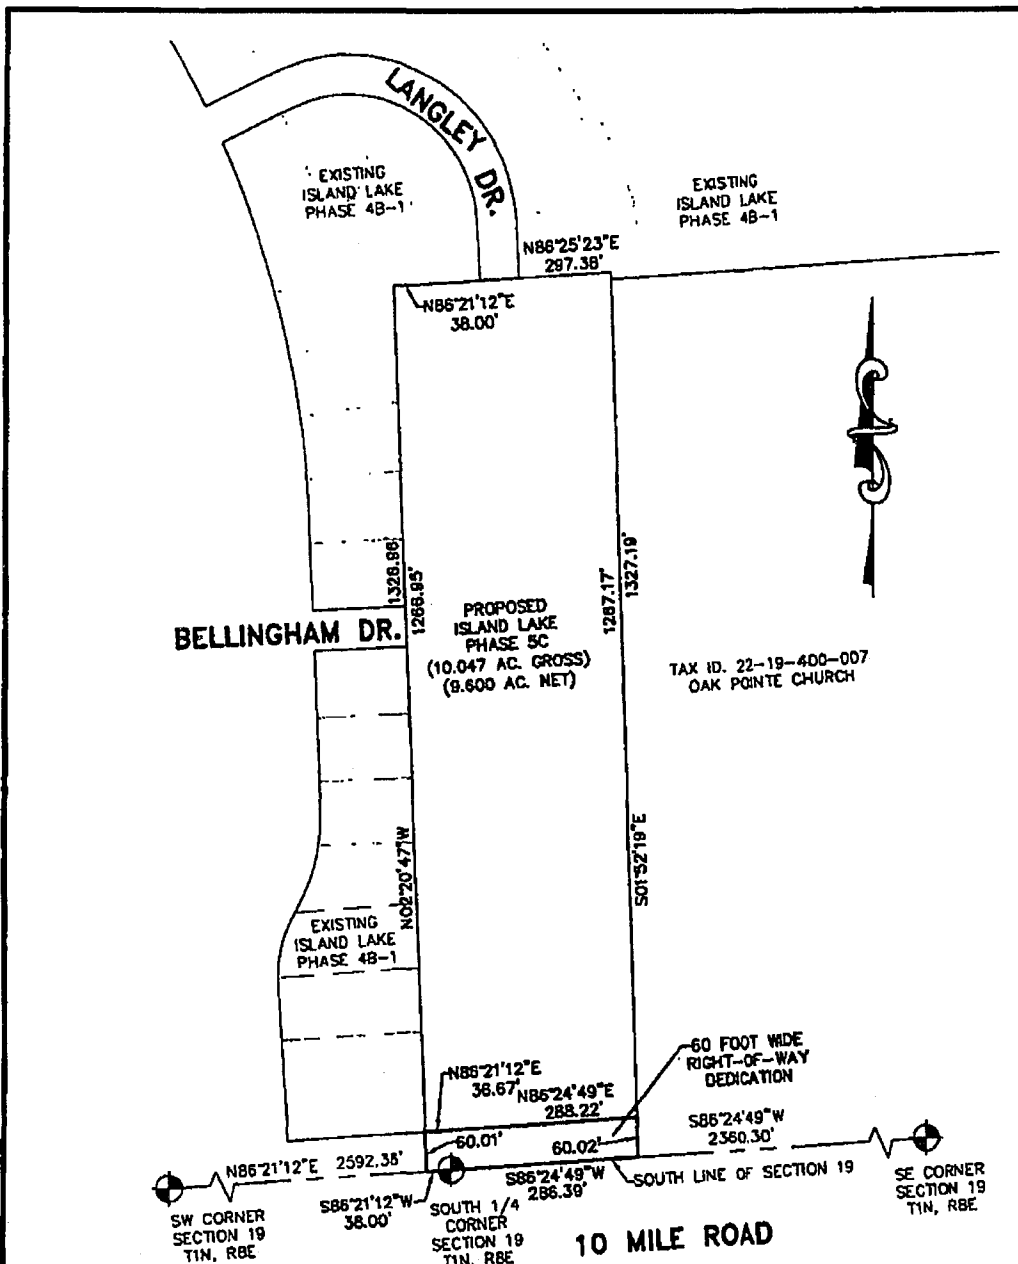 LANGLEY DR.
EXISTING
ISLAND LAKE
PHASE 4B-1
EXISTING
ISLAND LAKE
PHASE 4B-1
N86°25'23"E
297.38'
N86°21'12"E
38.00'
1326.96'
1266.95'
1267.17'
1327.19'
PROPOSED
ISLAND LAKE
PHASE 5C
(10.047 AC. GROSS)
(9.600 AC. NET)
BELLINGHAM DR.
TAX ID. 22-19-400-007
OAK POINTE CHURCH
N02°20'47"W
S01°52'19"E
EXISTING
ISLAND LAKE
PHASE 4B-1
60 FOOT WIDE
RIGHT-OF-WAY
DEDICATION
N86°21'12"E
36.67'
N86°24'49"E
288.22'
S86°24'49"W
2360.30'
60.01'
60.02'
N86°21'12"E 2592.38'
S86°24'49"W
286.39'
SOUTH LINE OF SECTION 19
S86°21'12"W
38.00'
SW CORNER
SECTION 19
T1N, R8E
SOUTH 1/4
CORNER
SECTION 19
T1N, R8E
SE CORNER
SECTION 19
T1N, R8E
10 MILE ROAD